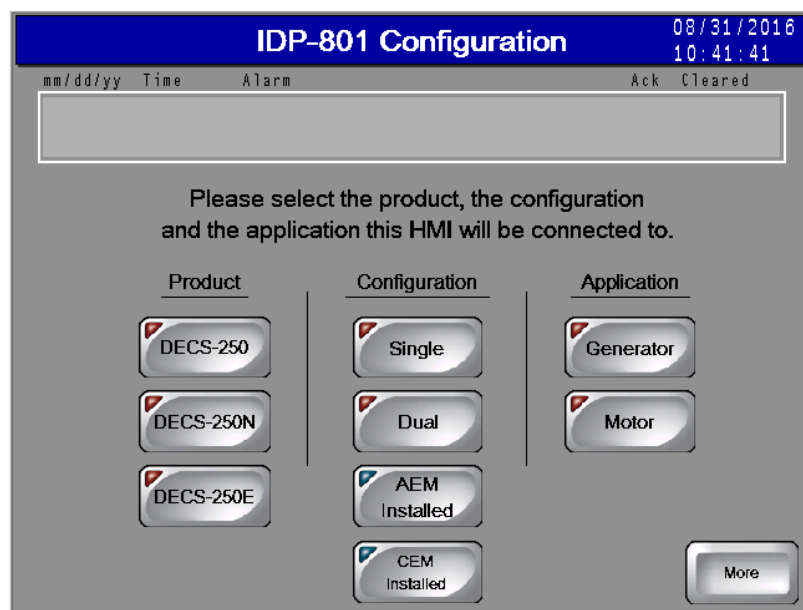 IDP-801 Configuration
08/31/2016
10:41:41
mm/dd/yy Time Alarm Ack Cleared
Please select the product, the configuration
and the application this HMI will be connected to.
Product Configuration Application
DECS-250 Single Generator
DECS-250N Dual Motor
DECS-250E AEM
Installed
CEM
Installed
More